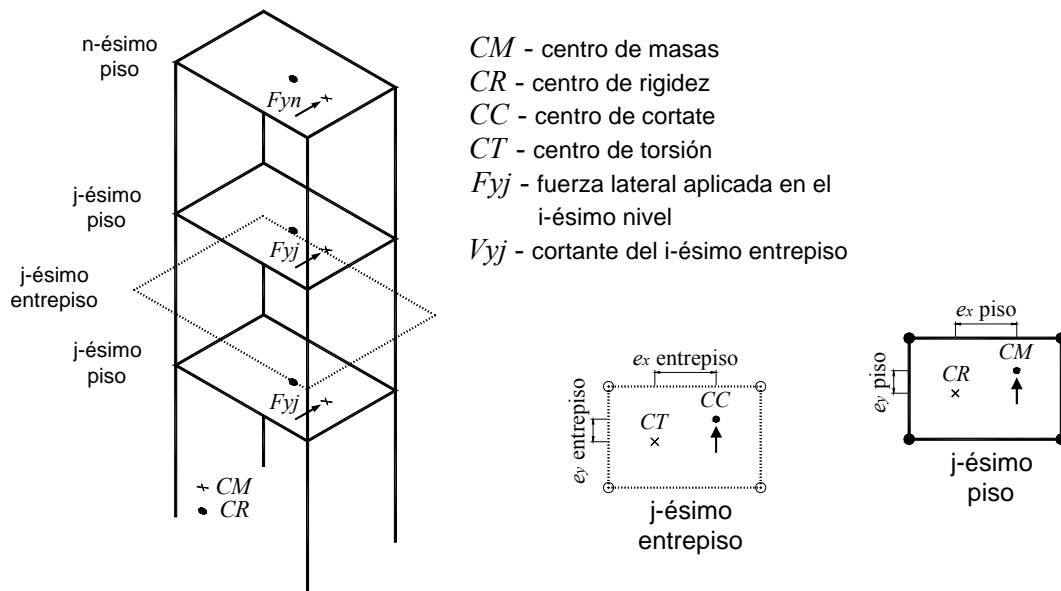 n-ésimo
piso
Fyn
j-ésimo
piso
Fyj
j-ésimo
entrepiso
j-ésimo
piso
Fyj
CM
CR
CM - centro de masas
CR - centro de rigidez
CC - centro de cortate
CT - centro de torsión
Fyj - fuerza lateral aplicada en el
i-ésimo nivel
Vyj - cortante del i-ésimo entrepiso
ex entrepiso
ey entrepiso
CC
CT
j-ésimo
entrepiso
ex piso
ey piso
CM
CR
j-ésimo
piso